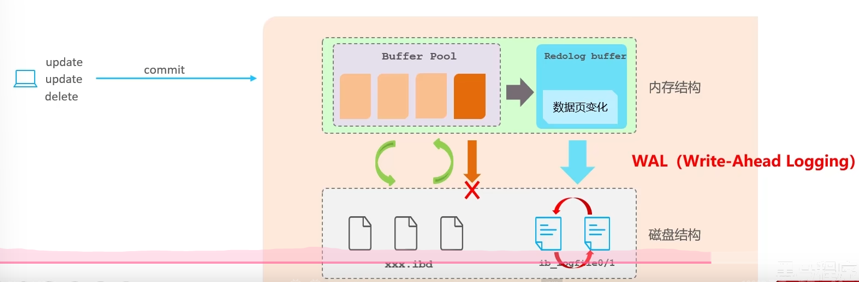 update
update
delete
commit
Buffer Pool
Redolog buffer
数据页变化
内存结构
WAL（Write-Ahead Logging）
xxx.ibd
ib_logfile0/1
磁盘结构